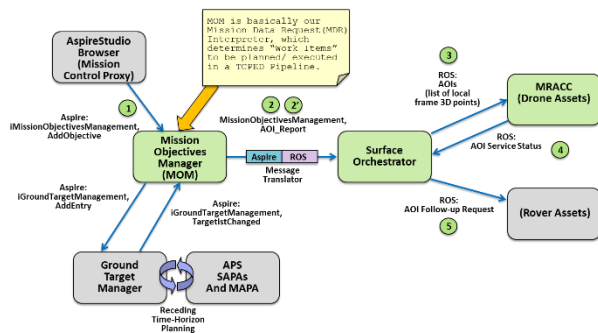 MOM is basically our
Mission Data Request(MDR)
Interpreter, which
determines "Work Items"
to be planned/ executed
in a TCPED Pipeline.
AspireStudio
Browser
(Mission
Control Proxy)
1
Aspire:
iMissionObjectivesManagement,
AddObjective
2 2'
MissionObjectivesManagement,
AOI_Report
3
ROS:
AOIs
(list of local
frame 3D points)
MRACC
(Drone Assets)
Mission
Objectives
Manager
(MOM)
Aspire ROS
Message
Translator
Surface
Orchestrator
ROS:
AOI Service Status
4
Aspire:
iGroundTargetManagement,
AddEntry
Aspire:
iGroundTargetManagement,
TargetlstChanged
ROS:
AOI Follow-up Request
5
(Rover Assets)
Ground
Target
Manager
APS
SAPAs
And MAPA
Receding
Time-Horizon
Planning